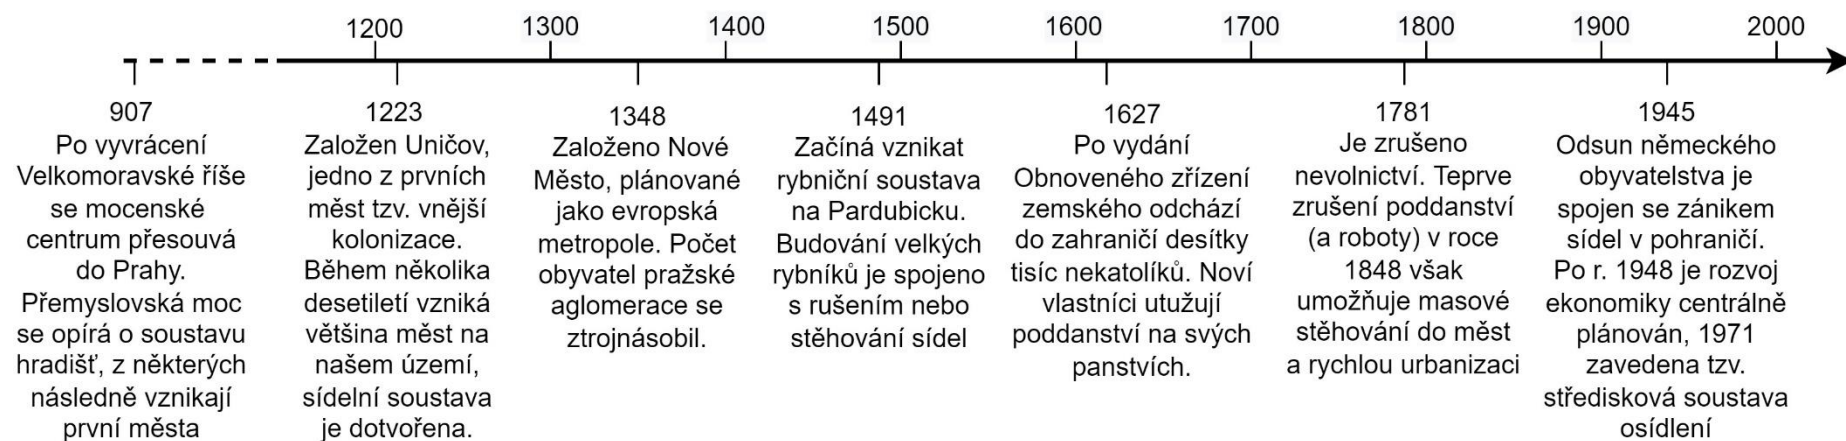 1200
1300
1400
1500
1600
1700
1800
1900
2000
907
Po vyvrácení
Velkomoravské říše
se mocenské
centrum přesouvá
do Prahy.
Přemyslovská moc
se opírá o soustavu
hradišť, z některých
následně vznikají
první města
1223
Založen Uničov,
jedno z prvních
měst tzv. vnější
kolonizace.
Během několika
desetiletí vzniká
většina měst na
našem území,
sídelní soustava
je dotvořena.
1348
Založeno Nové
Město, plánované
jako evropská
metropole. Počet
obyvatel pražské
aglomerace se
ztrojnásobil.
1491
Začíná vznikat
rybniční soustava
na Pardubicku.
Budování velkých
rybníků je spojeno
s rušením nebo
stěhování sídel
1627
Po vydání
Obnoveného zřízení
zemského odchází
do zahraničí desítky
tisíc nekatolíků. Noví
vlastníci utužují
poddanství na svých
panstvích.
1781
Je zrušeno
nevolnictví. Teprve
zrušení poddanství
(a roboty) v roce
1848 však
umožňuje masové
stěhování do měst
a rychlou urbanizaci
1945
Odsun německého
obyvatelstva je
spojen se zánikem
sídel v pohraničí.
Po r. 1948 je rozvoj
ekonomiky centrálně
plánován, 1971
zavedena tzv.
středisková soustava
osídlení